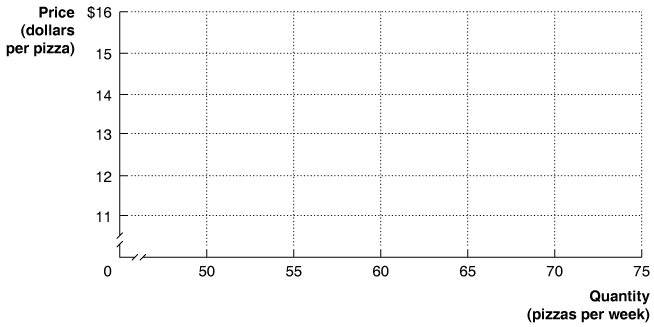 Price
(dollars
per pizza)
$16
15
14
13
12
11
0
50
55
60
65
70
75
Quantity
(pizzas per week)